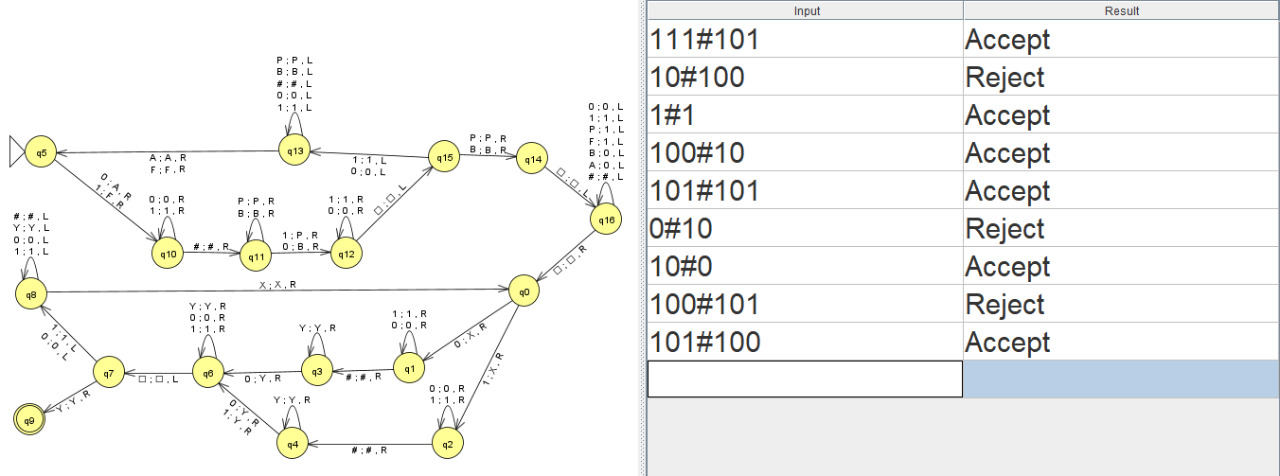 P;P,L
B;B,L
#;#,L
0;0,L
1;1,L
q13
q5
A;A,R
F;F,R
1;1,L
0;0,L
q15
P;P,R
B;B,R
q14
□;□,L
0;0,L
1;1,L
P;1,L
F;1,L
B;0,L
A;0,L
#;#,L
q16
0;A,R
1;F,R
0;0,R
1;1,R
q10
#;#,R
P;P,R
B;B,R
q11
1;P,R
0;B,R
1;1,R
0;0,R
q12
□;□,L
□;□,R
#;#,L
Y;Y,L
0;0,L
1;1,L
q8
X;X,R
q0
0;X,R
1;X,R
1;1,L
0;0,L
q7
□;□,L
Y;Y,R
0;0,R
1;1,R
q6
0;Y,R
Y;Y,R
q3
#;#,R
1;1,R
0;0,R
q1
Y;Y,R
q9
0;Y,R
1;Y,R
Y;Y,R
q4
#;#,R
0;0,R
1;1,R
q2
Input Result
111#101 Accept
10#100 Reject
1#1 Accept
100#10 Accept
101#101 Accept
0#10 Reject
10#0 Accept
100#101 Reject
101#100 Accept